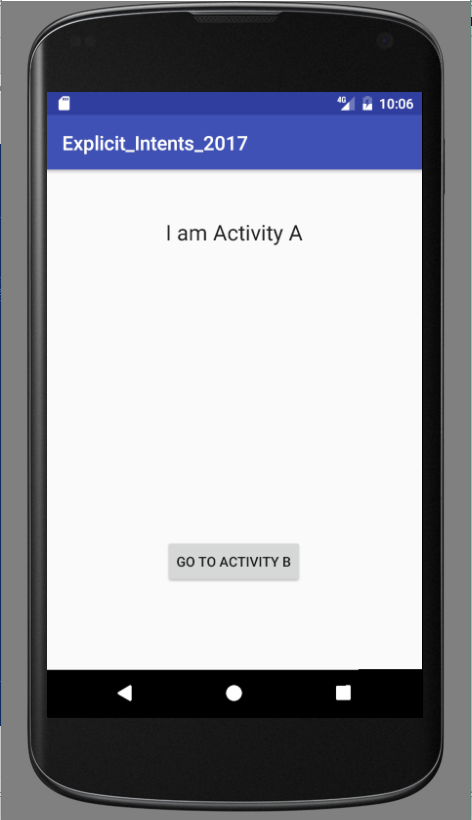 4G 10:06
Explicit_Intents_2017
I am Activity A
GO TO ACTIVITY B